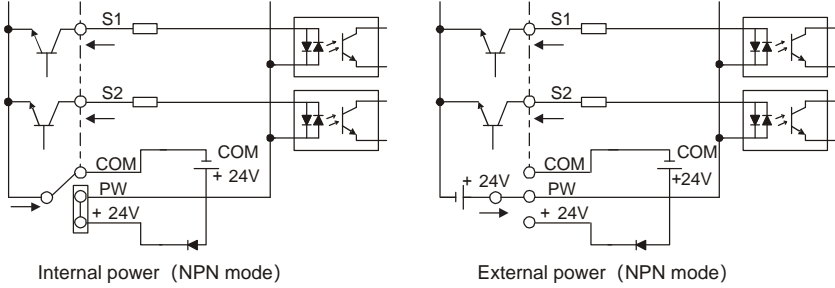 S1
S2
COM
COM
+ 24V
PW
+ 24V
Internal power (NPN mode)
S1
S2
COM
COM
+24V
+ 24V
PW
+ 24V
External power (NPN mode)